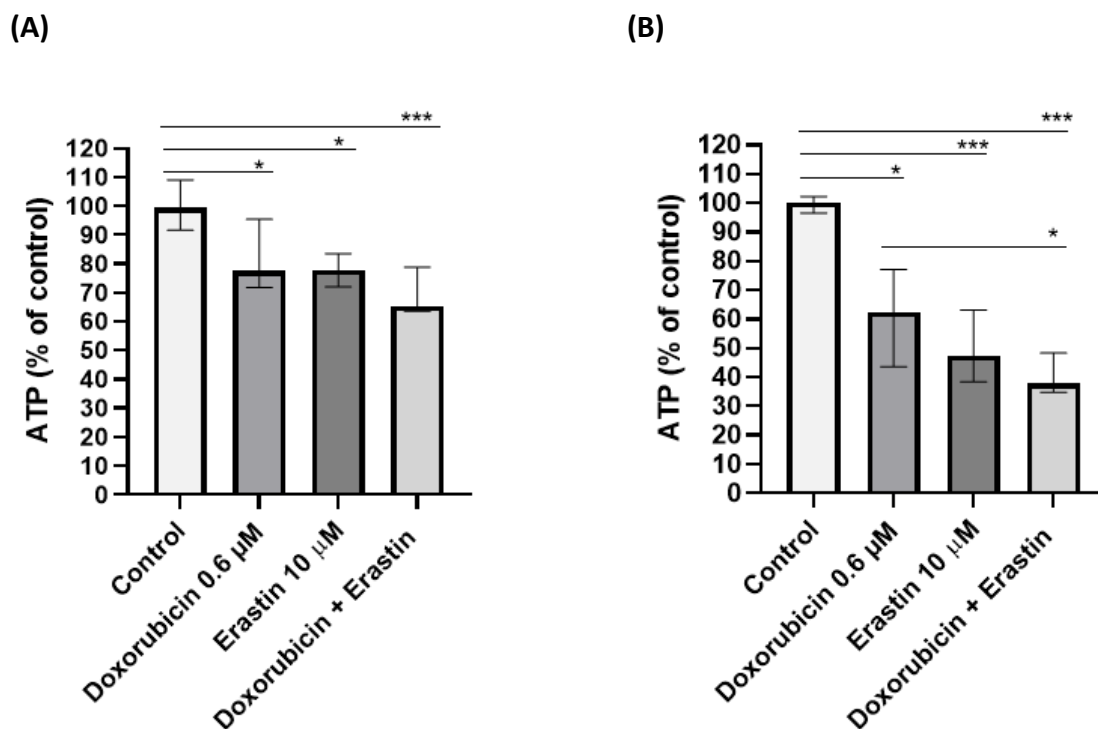 (A)
***
*
*
ATP (% of control)
120
110
100
90
80
70
60
50
40
30
20
10
0
Control
Doxorubicin 0.6 µM
Erastin 10 µM
Doxorubicin + Erastin
(B)
***
***
*
*
ATP (% of control)
120
110
100
90
80
70
60
50
40
30
20
10
0
Control
Doxorubicin 0.6 µM
Erastin 10 µM
Doxorubicin + Erastin